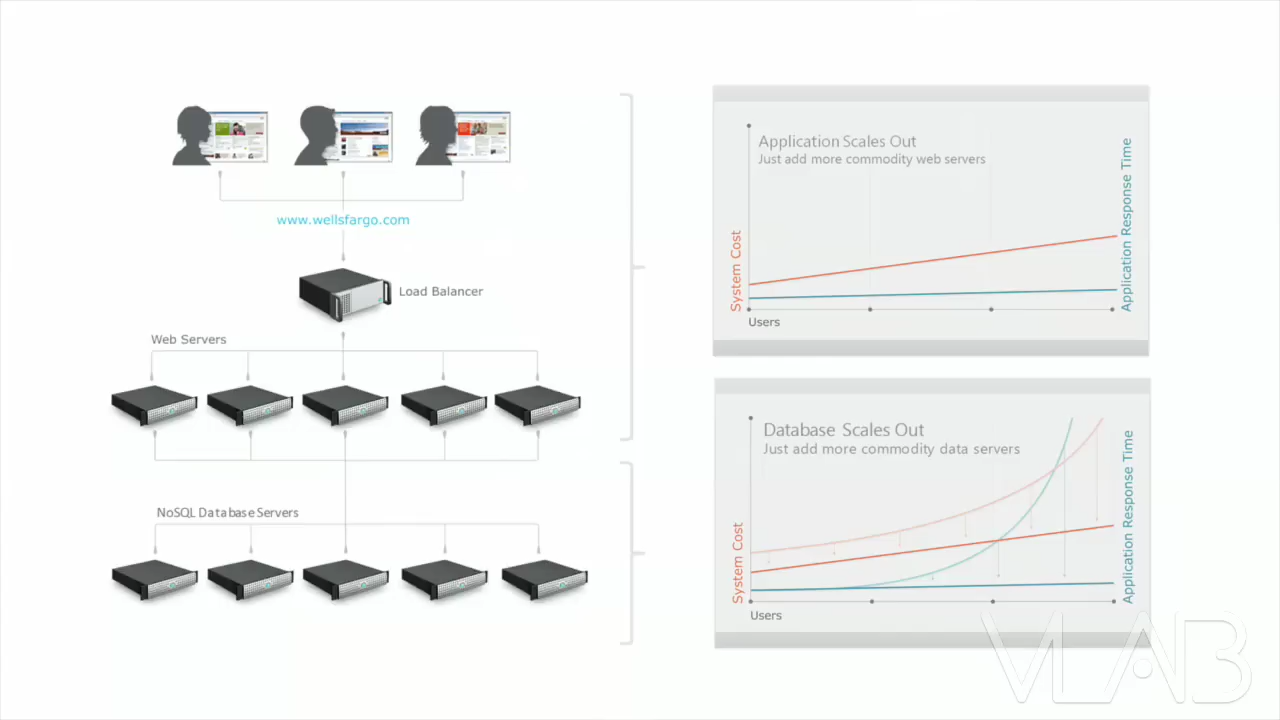 www.wellsfargo.com
Load Balancer
Web Servers
NoSQL Database Servers
Application Scales Out
Just add more commodity web servers
System Cost
Application Response Time
Users
Database Scales Out
Just add more commodity data servers
System Cost
Application Response Time
Users
VLAB